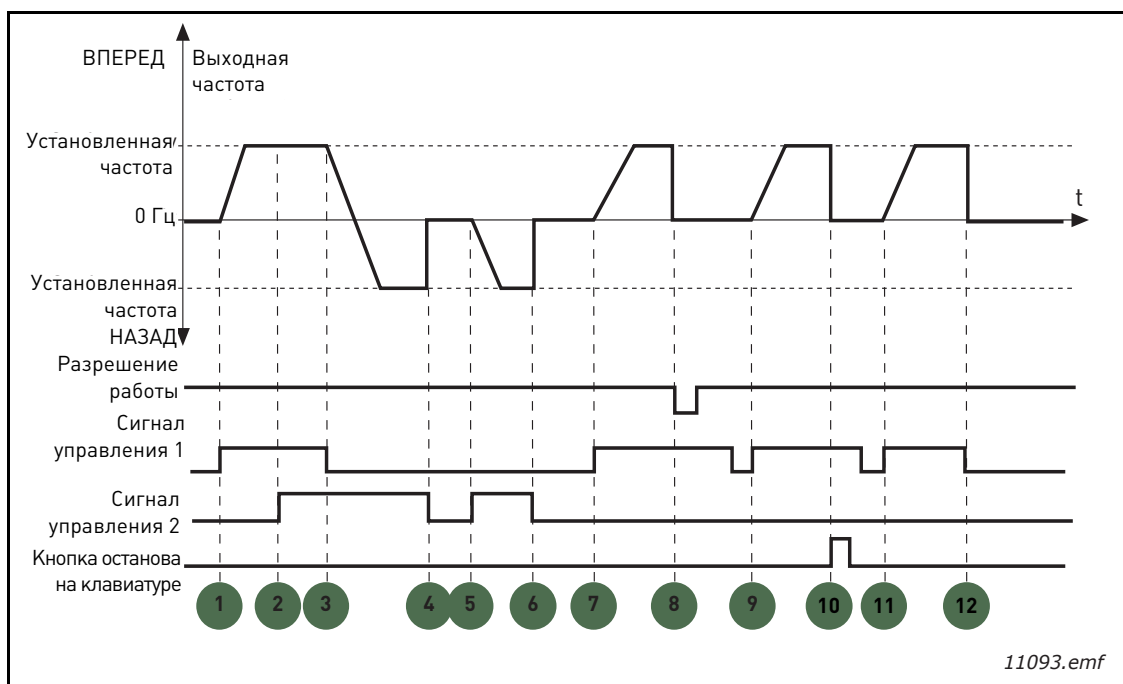 ВПЕРЕД
Выходная
частота
Установленная
частота
0 Гц
t
Установленная
частота
НАЗАД
Разрешение
работы
Сигнал
управления 1
Сигнал
управления 2
Кнопка останова
на клавиатуре
1 2 3 4 5 6 7 8 9 10 11 12
11093.emf